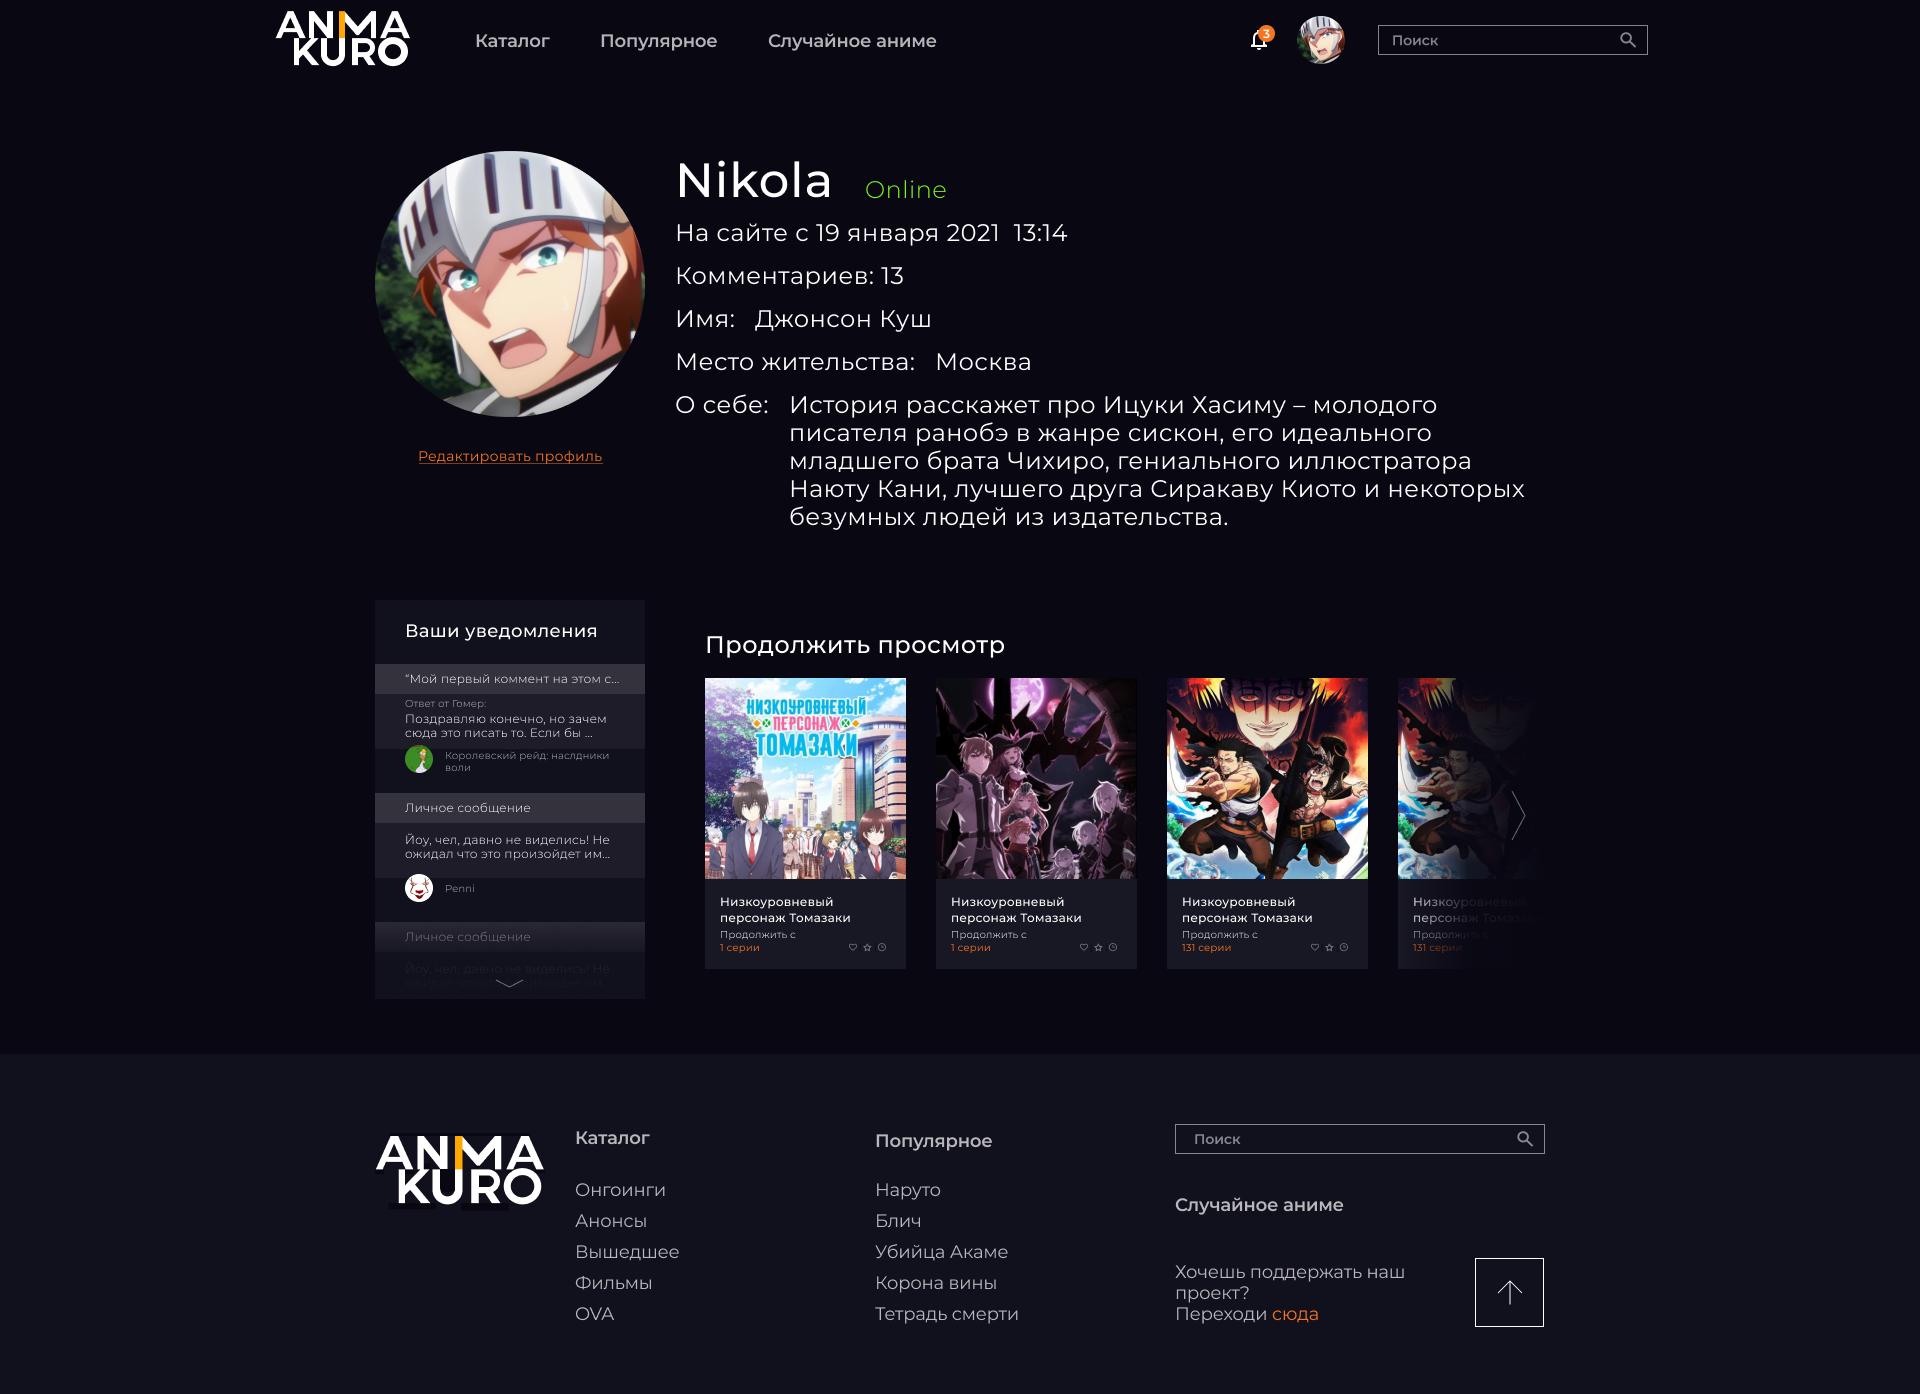 ANIMA
KURO
Каталог
Популярное
Случайное аниме
3
Поиск
Nikola
Online
На сайте с 19 января 2021 13:14
Комментариев: 13
Имя: Джонсон Куш
Место жительства: Москва
О себе: История расскажет про Ицуки Хасиму – молодого
писателя ранобэ в жанре сискон, его идеального
младшего брата Чихиро, гениального иллюстратора
Наюту Кани, лучшего друга Сиракаву Киото и некоторых
безумных людей из издательства.
Редактировать профиль
Ваши уведомления
“Мой первый коммент на этом с...
Ответ от Гомер:
Поздравляю конечно, но зачем
сюда это писать то. Если бы ...
Королевский рейд: наслдники
воли
Личное сообщение
Йоу, чел, давно не виделись! Не
ожидал что это произойдет им...
Penni
Личное сообщение
Йоу, чел, давно не виделись! Не
Продолжить просмотр
НИЗКОУРОВНЕВЫЙ
ПЕРСОНАЖ
ТОМАЗАКИ
Низкоуровневый
персонаж Томазаки
Продолжить с
1 серии
Низкоуровневый
персонаж Томазаки
Продолжить с
1 серии
Низкоуровневый
персонаж Томазаки
Продолжить с
131 серии
Низкоуровневый
персонаж Томазаки
Продолжить с
131 серии
ANIMA
KURO
Каталог
Онгоинги
Анонсы
Вышедшее
Фильмы
OVA
Популярное
Наруто
Блич
Убийца Акаме
Корона вины
Тетрадь смерти
Поиск
Случайное аниме
Хочешь поддержать наш
проект?
Переходи сюда